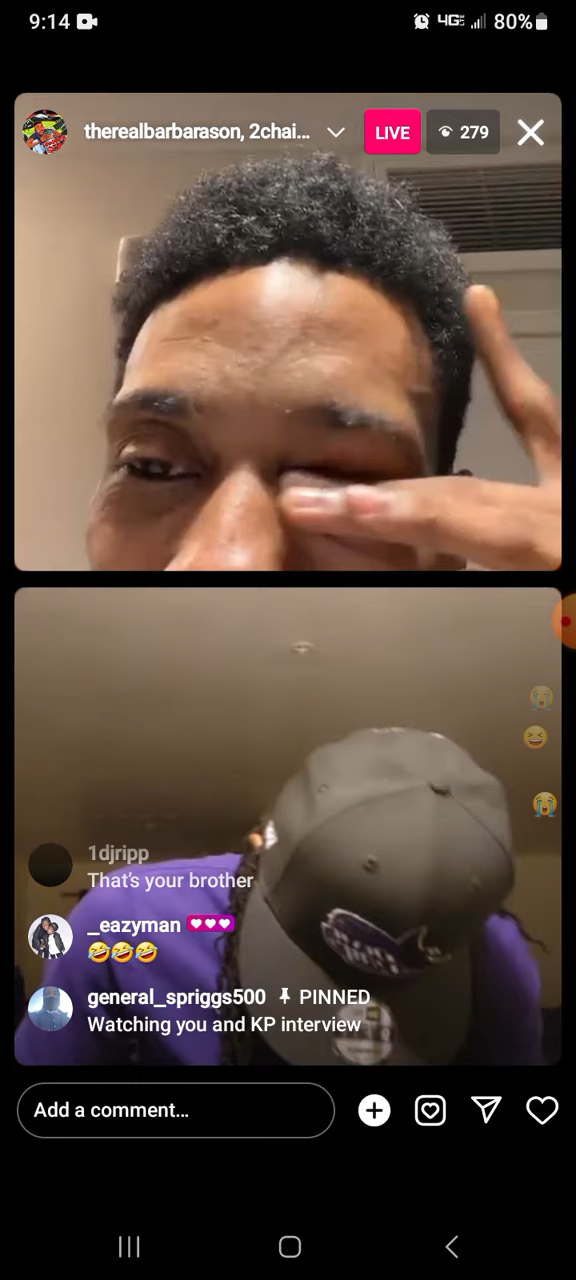 9:14
4GE
80%
therealbarbarason, 2chai...
LIVE
279
1djripp
That's your brother
_eazyman
general_spriggs500 PINNED
Watching you and KP interview
Add a comment...